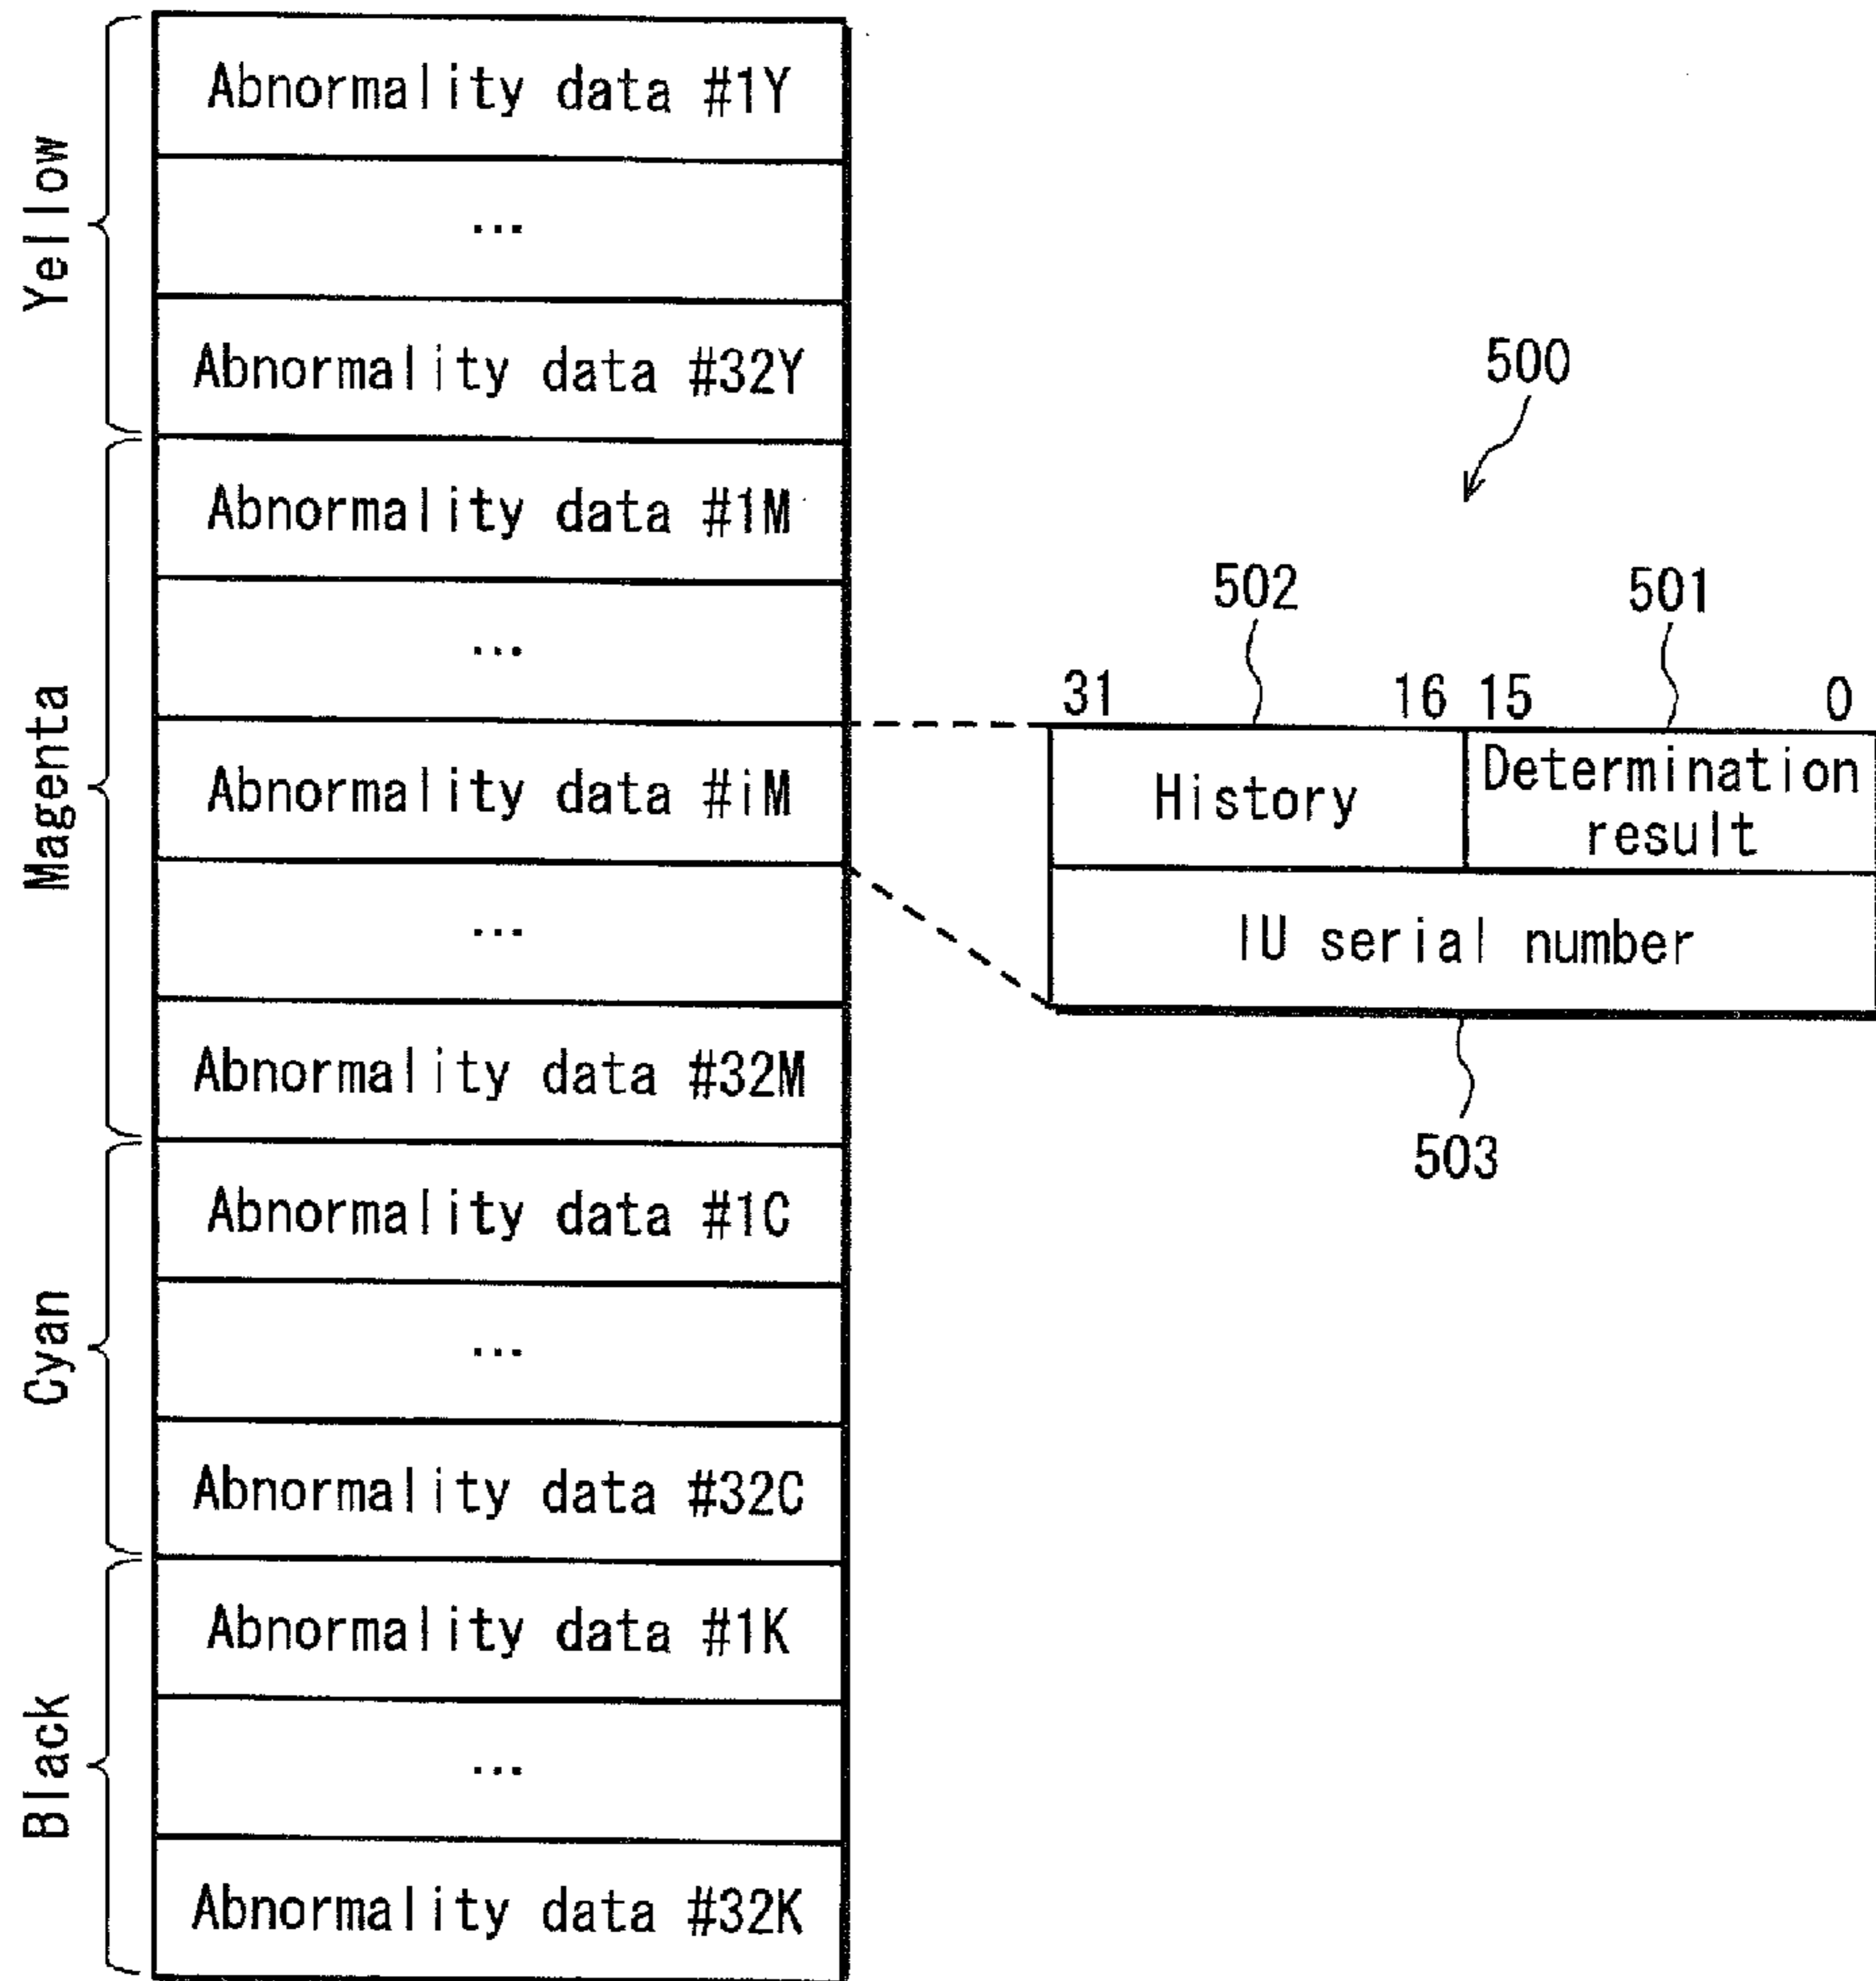 Yellow
Abnormality data #1Y
...
Abnormality data #32Y
Magenta
Abnormality data #1M
...
Abnormality data #iM
...
Abnormality data #32M
Cyan
Abnormality data #1C
...
Abnormality data #32C
Black
Abnormality data #1K
...
Abnormality data #32K
500
502
501
31
16
15
0
History
Determination
result
IU serial number
503